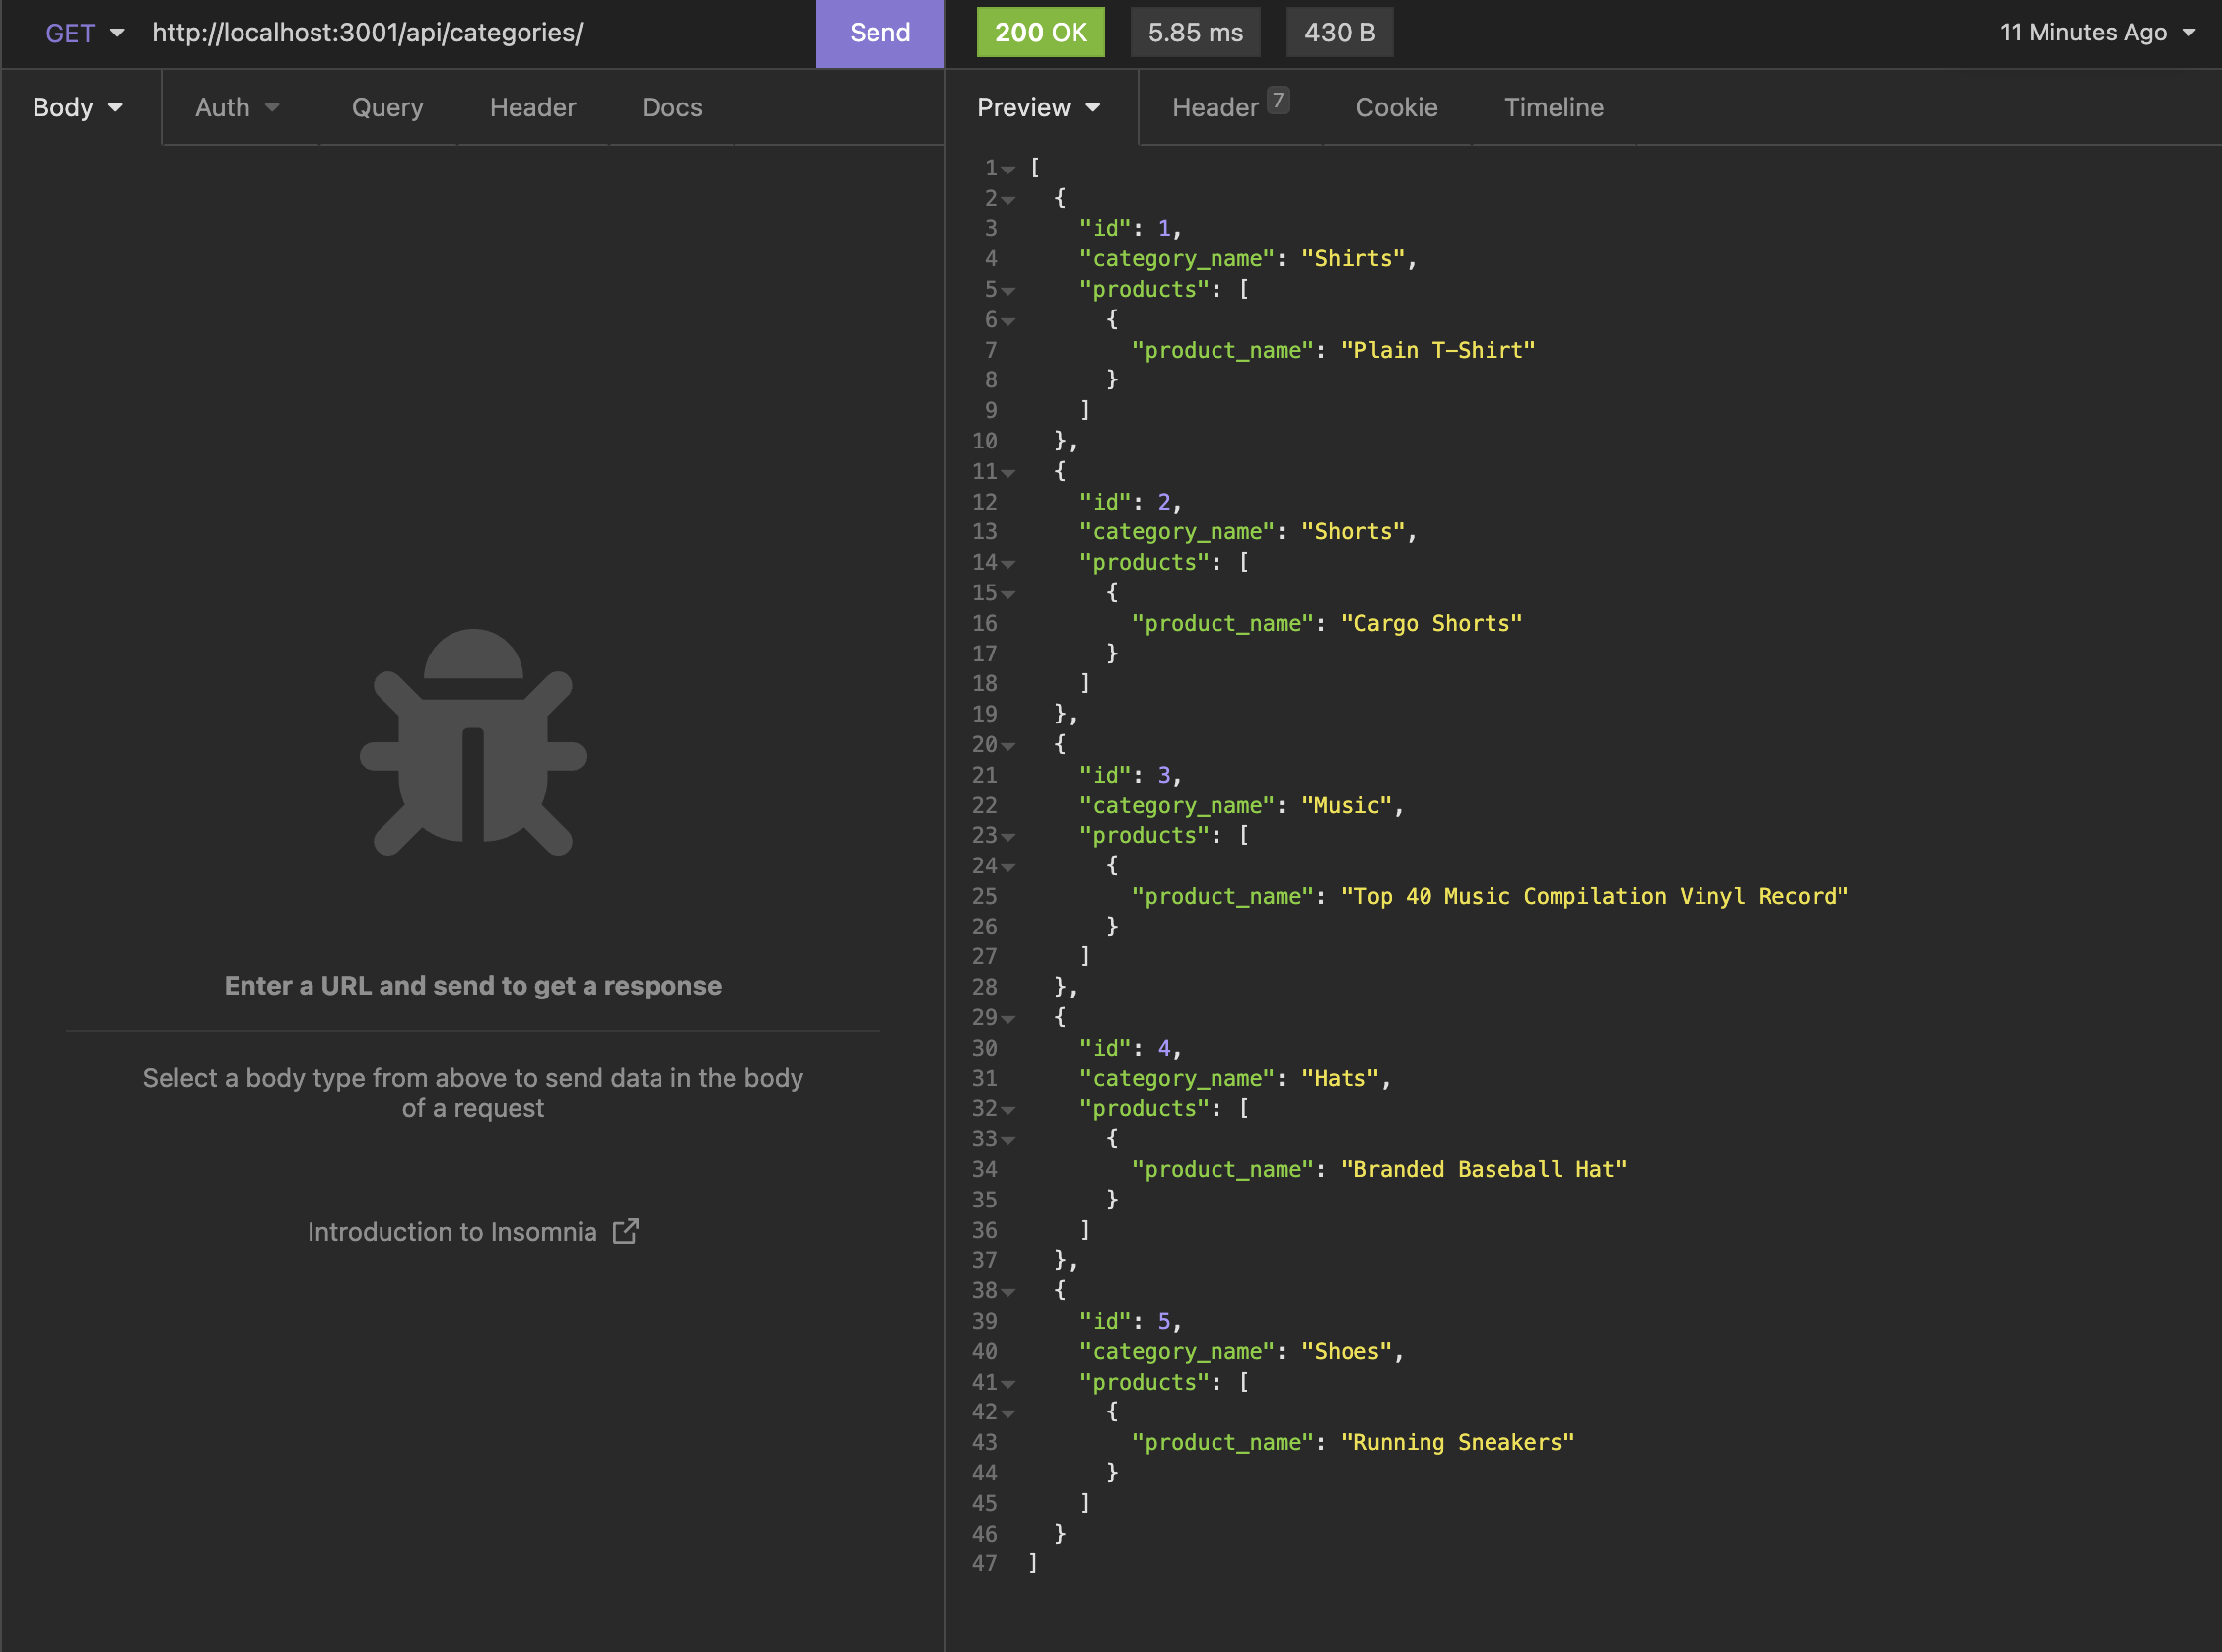 GET http://localhost:3001/api/categories/ Send 200 OK 5.85 ms 430 B 11 Minutes Ago
Body Auth Query Header Docs
Preview Header 7 Cookie Timeline
Enter a URL and send to get a response
Select a body type from above to send data in the body
of a request
Introduction to Insomnia
1 [
2   {
3     "id": 1,
4     "category_name": "Shirts",
5     "products": [
6       {
7         "product_name": "Plain T-Shirt"
8       }
9     ]
10   },
11   {
12     "id": 2,
13     "category_name": "Shorts",
14     "products": [
15       {
16         "product_name": "Cargo Shorts"
17       }
18     ]
19   },
20   {
21     "id": 3,
22     "category_name": "Music",
23     "products": [
24       {
25         "product_name": "Top 40 Music Compilation Vinyl Record"
26       }
27     ]
28   },
29   {
30     "id": 4,
31     "category_name": "Hats",
32     "products": [
33       {
34         "product_name": "Branded Baseball Hat"
35       }
36     ]
37   },
38   {
39     "id": 5,
40     "category_name": "Shoes",
41     "products": [
42       {
43         "product_name": "Running Sneakers"
44       }
45     ]
46   }
47 ]